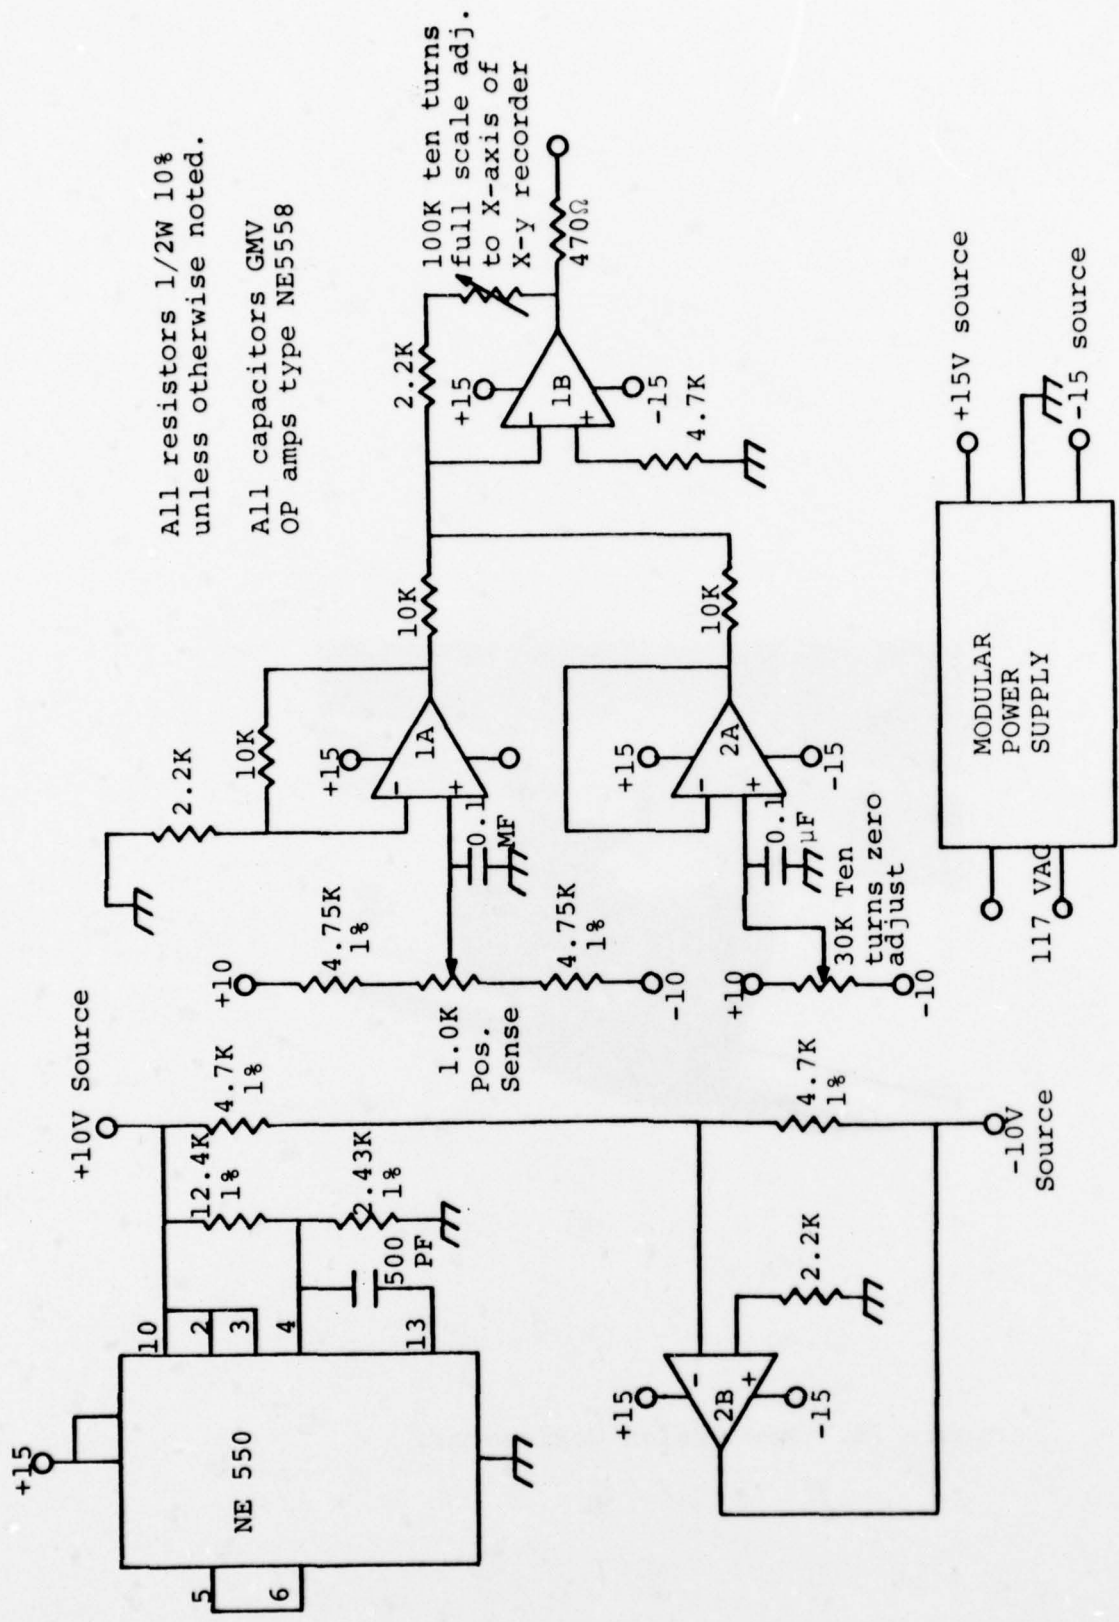 All resistors 1/2W 10%
unless otherwise noted.
All capacitors GMV
OP amps type NE5558
100K ten turns
full scale adj.
to X-axis of
X-y recorder
2.2K
+15
-
1B
+
-15
470Ω
4.7K
2.2K
10K
+15
-
1A
+
0.1
MF
10K
+10
4.75K
1%
1.0K
Pos.
Sense
4.75K
1%
-10
+15
-
2A
+
-15
0.1
µF
10K
+10
30K Ten
turns zero
adjust
-10
+15
NE 550
5
6
10
2
3
4
13
500
PF
12.4K
1%
2.43K
1%
+10V Source
4.7K
1%
4.7K
1%
-10V
Source
+15
-
2B
+
-15
2.2K
117 VAC
MODULAR
POWER
SUPPLY
+15V source
-15 source